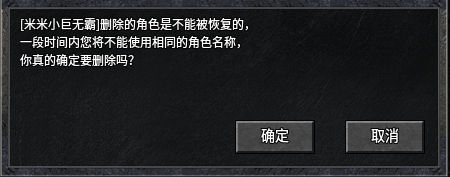 [米米小巨无霸]删除的角色是不能被恢复的，
一段时间内您将不能使用相同的角色名称，
你真的确定要删除吗?
确定
取消